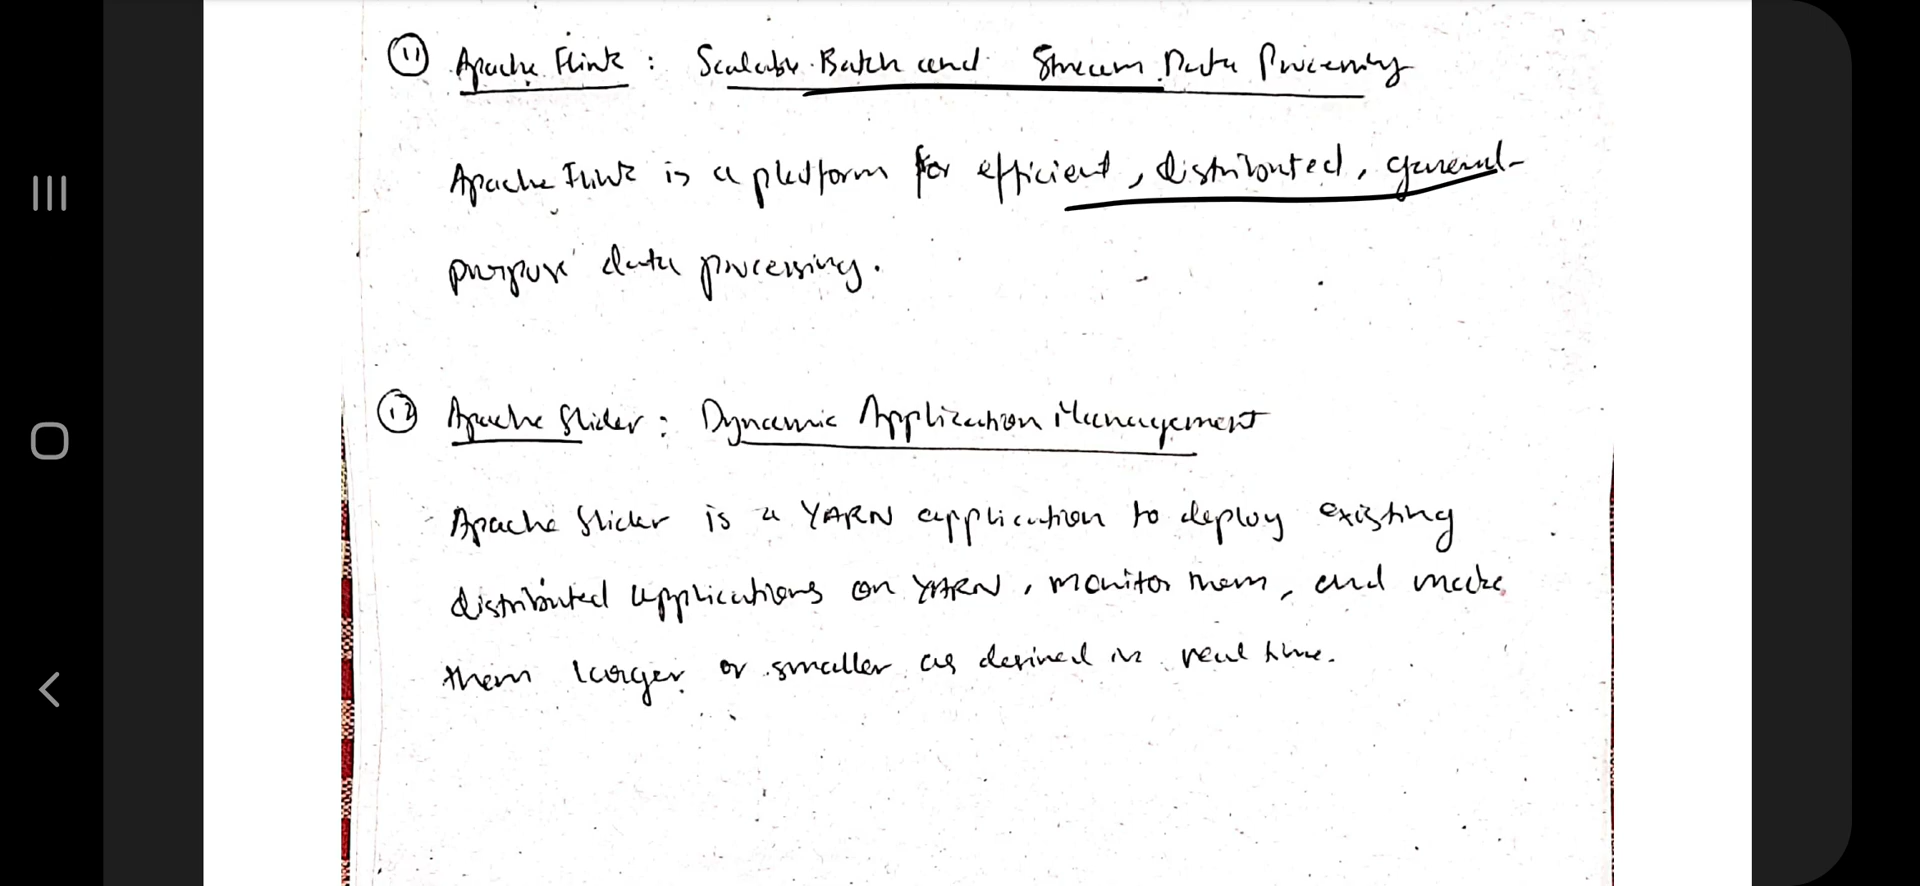 ⑪ Apache Flink : Scalable Batch and Stream Data Processing
Apache Flink is a platform for efficient, distributed, general-
purpose data processing.
⑫ Apache Slider : Dynamic Application Management
Apache Slider is a YARN application to deploy existing
distributed applications on YARN, monitor them, and make
them larger or smaller as desired in real time.